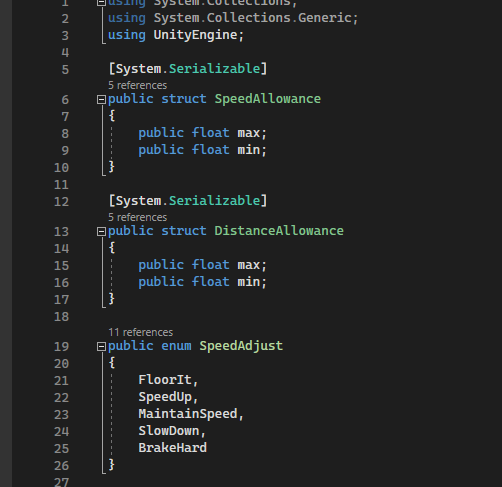 1 using System.Collections;
2 using System.Collections.Generic;
3 using UnityEngine;
4
5 [System.Serializable]
5 references
6 public struct SpeedAllowance
7 {
8 public float max;
9 public float min;
10 }
11
12 [System.Serializable]
5 references
13 public struct DistanceAllowance
14 {
15 public float max;
16 public float min;
17 }
18
11 references
19 public enum SpeedAdjust
20 {
21 FloorIt,
22 SpeedUp,
23 MaintainSpeed,
24 SlowDown,
25 BrakeHard
26 }
27